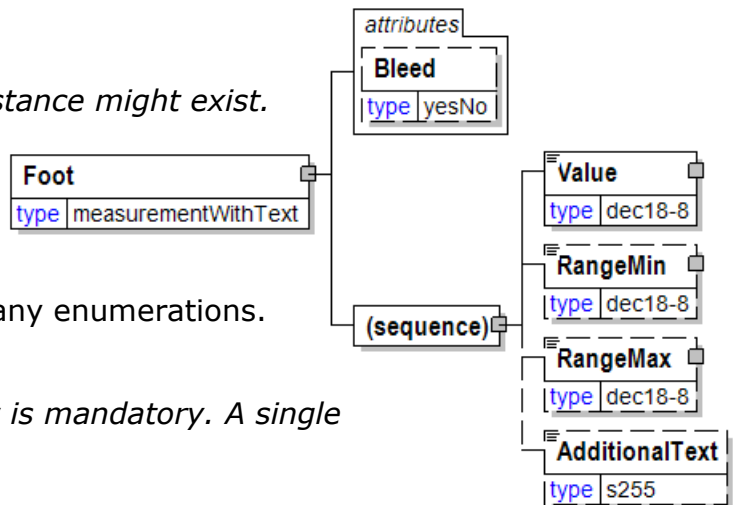 attributes
Bleed
type yesNo
stance might exist.
Foot
type measurementWithText
Value
type dec18-8
RangeMin
type dec18-8
any enumerations.
(sequence)
RangeMax
type dec18-8
is mandatory. A single
AdditionalText
type s255